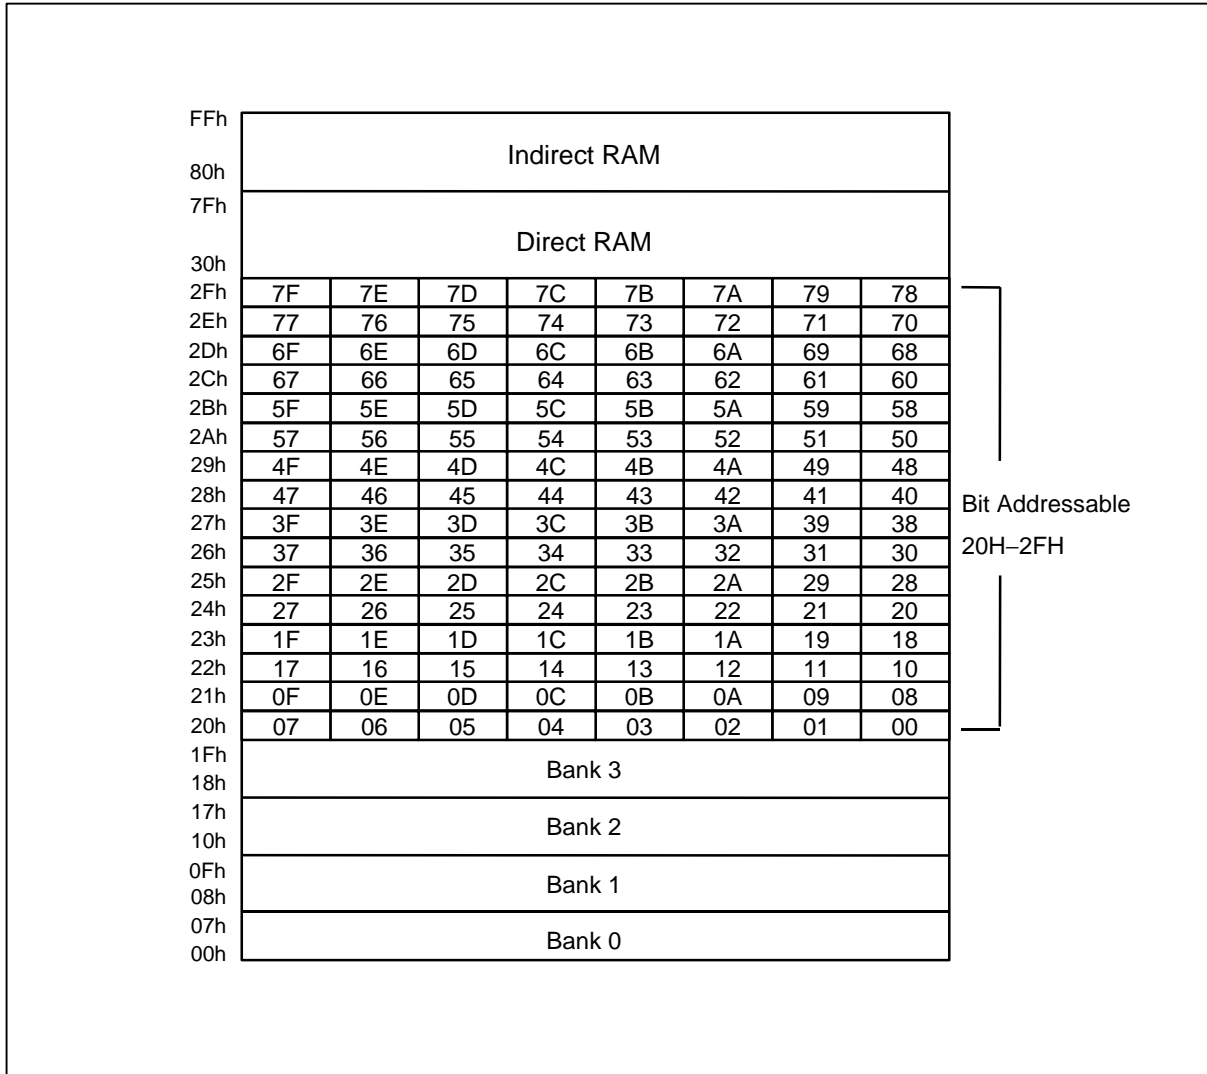 FFh
Indirect RAM
80h
7Fh
Direct RAM
30h
2Fh 7F 7E 7D 7C 7B 7A 79 78
2Eh 77 76 75 74 73 72 71 70
2Dh 6F 6E 6D 6C 6B 6A 69 68
2Ch 67 66 65 64 63 62 61 60
2Bh 5F 5E 5D 5C 5B 5A 59 58
2Ah 57 56 55 54 53 52 51 50
29h 4F 4E 4D 4C 4B 4A 49 48
28h 47 46 45 44 43 42 41 40
Bit Addressable
27h 3F 3E 3D 3C 3B 3A 39 38
26h 37 36 35 34 33 32 31 30
20H–2FH
25h 2F 2E 2D 2C 2B 2A 29 28
24h 27 26 25 24 23 22 21 20
23h 1F 1E 1D 1C 1B 1A 19 18
22h 17 16 15 14 13 12 11 10
21h 0F 0E 0D 0C 0B 0A 09 08
20h 07 06 05 04 03 02 01 00
1Fh
Bank 3
18h
17h
Bank 2
10h
0Fh
Bank 1
08h
07h
Bank 0
00h